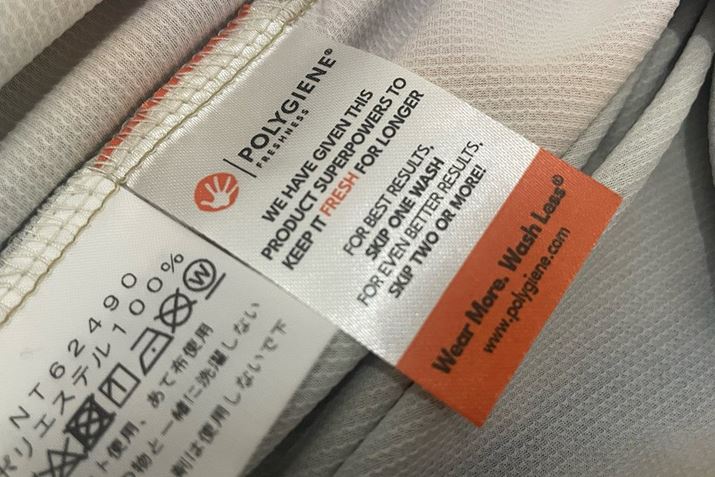 POLYGIENE®
FRESHNESS
WE HAVE GIVEN THIS
PRODUCT SUPERPOWERS TO
KEEP IT FRESH FOR LONGER
FOR BEST RESULTS,
SKIP ONE WASH
FOR EVEN BETTER RESULTS,
SKIP TWO OR MORE!
Wear More. Wash Less®
www.polygiene.com
NT62490
ポリエステル100%
W
ト使用、あて布使用
物と一緒に洗濯しない
剤は使用しないで下